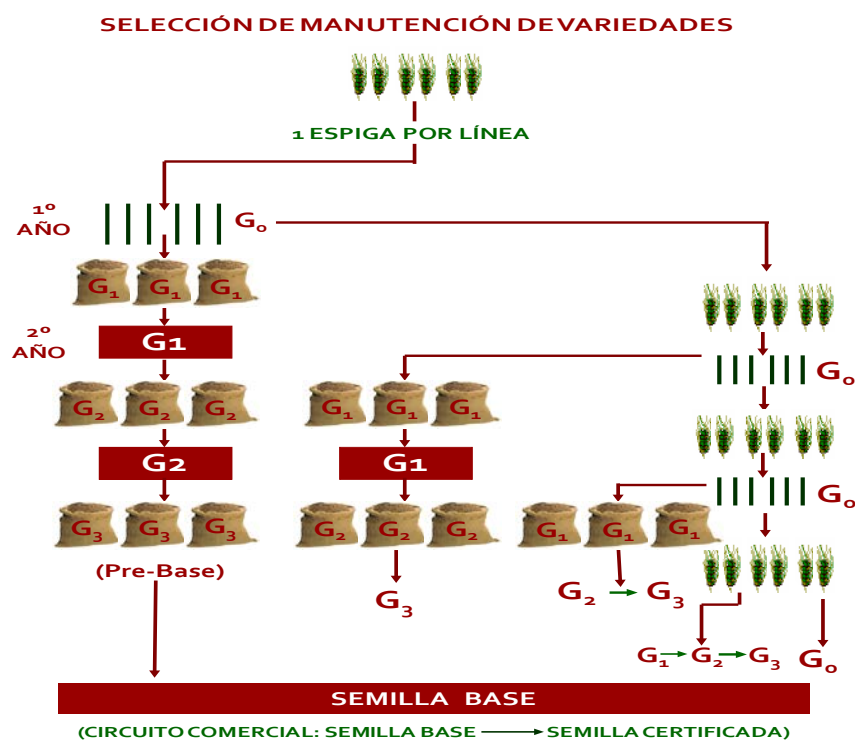 SELECCIÓN DE MANUTENCIÓN DE VARIEDADES
1 ESPIGA POR LÍNEA
1º
AÑO
G₀
G₁ G₁ G₁
2º
AÑO
G1
G₀
G₂ G₂ G₂
G₁ G₁ G₁
G2
G1
G₀
G₃ G₃ G₃
G₂ G₂ G₂
G₁ G₁ G₁
(Pre-Base)
G₃
G₂ → G₃
G₁ → G₂ → G₃
G₀
SEMILLA BASE
(CIRCUITO COMERCIAL: SEMILLA BASE → SEMILLA CERTIFICADA)